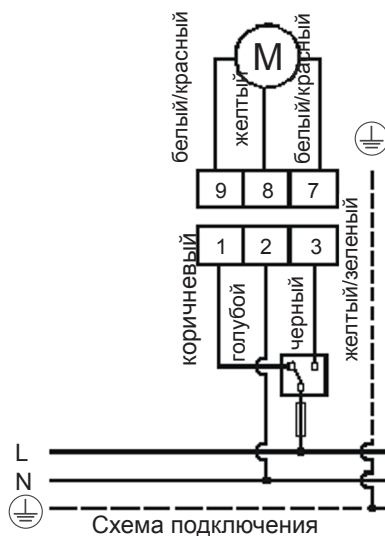 M
белый/красный
желтый
белый/красный
9 8 7
1 2 3
коричневый
голубой
черный
желтый/зеленый
L
N
Схема подключения